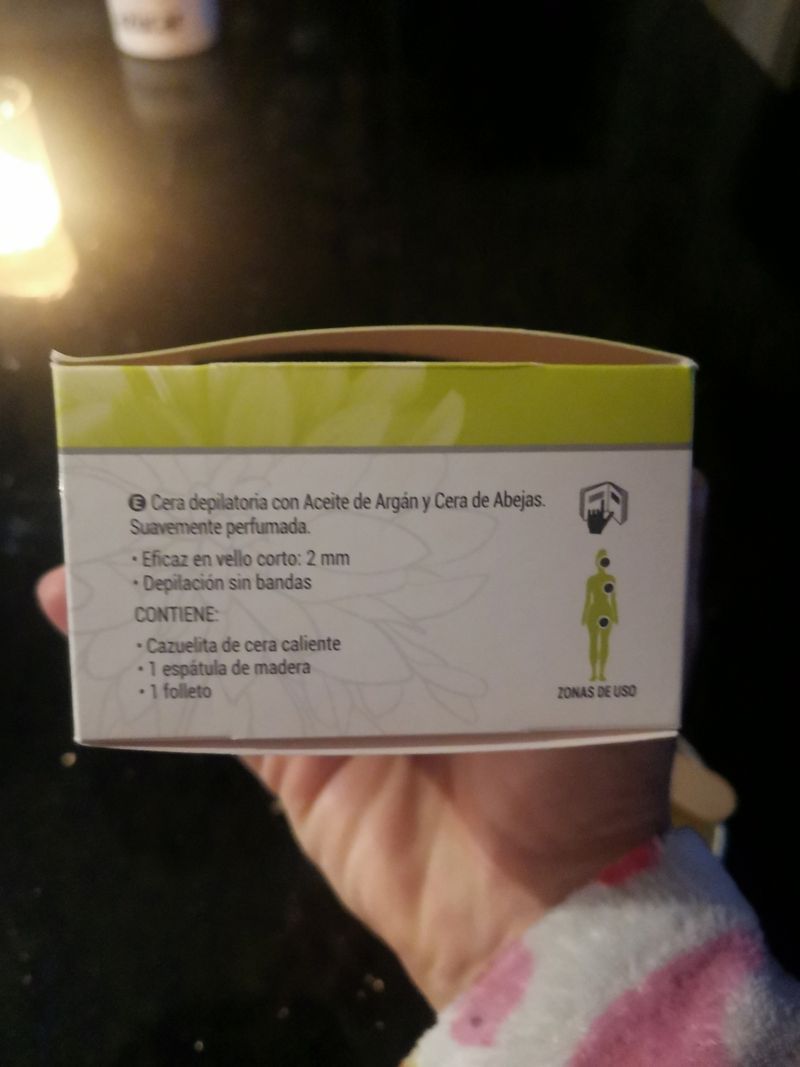 E Cera depilatoria con Aceite de Argán y Cera de Abejas.
Suavemente perfumada.
• Eficaz en vello corto: 2 mm
• Depilación sin bandas
CONTIENE:
• Cazuelita de cera caliente
• 1 espátula de madera
• 1 folleto
ZONAS DE USO